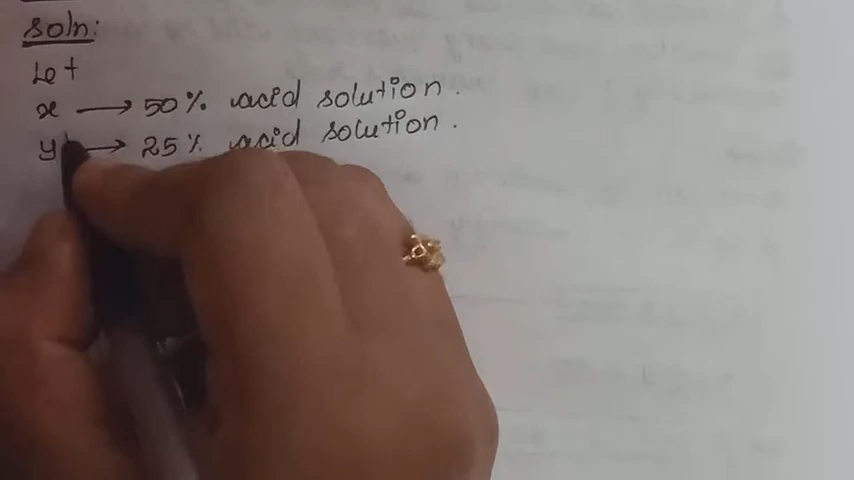 Soln:
Let
x → 50% acid solution.
y → 25% acid solution.